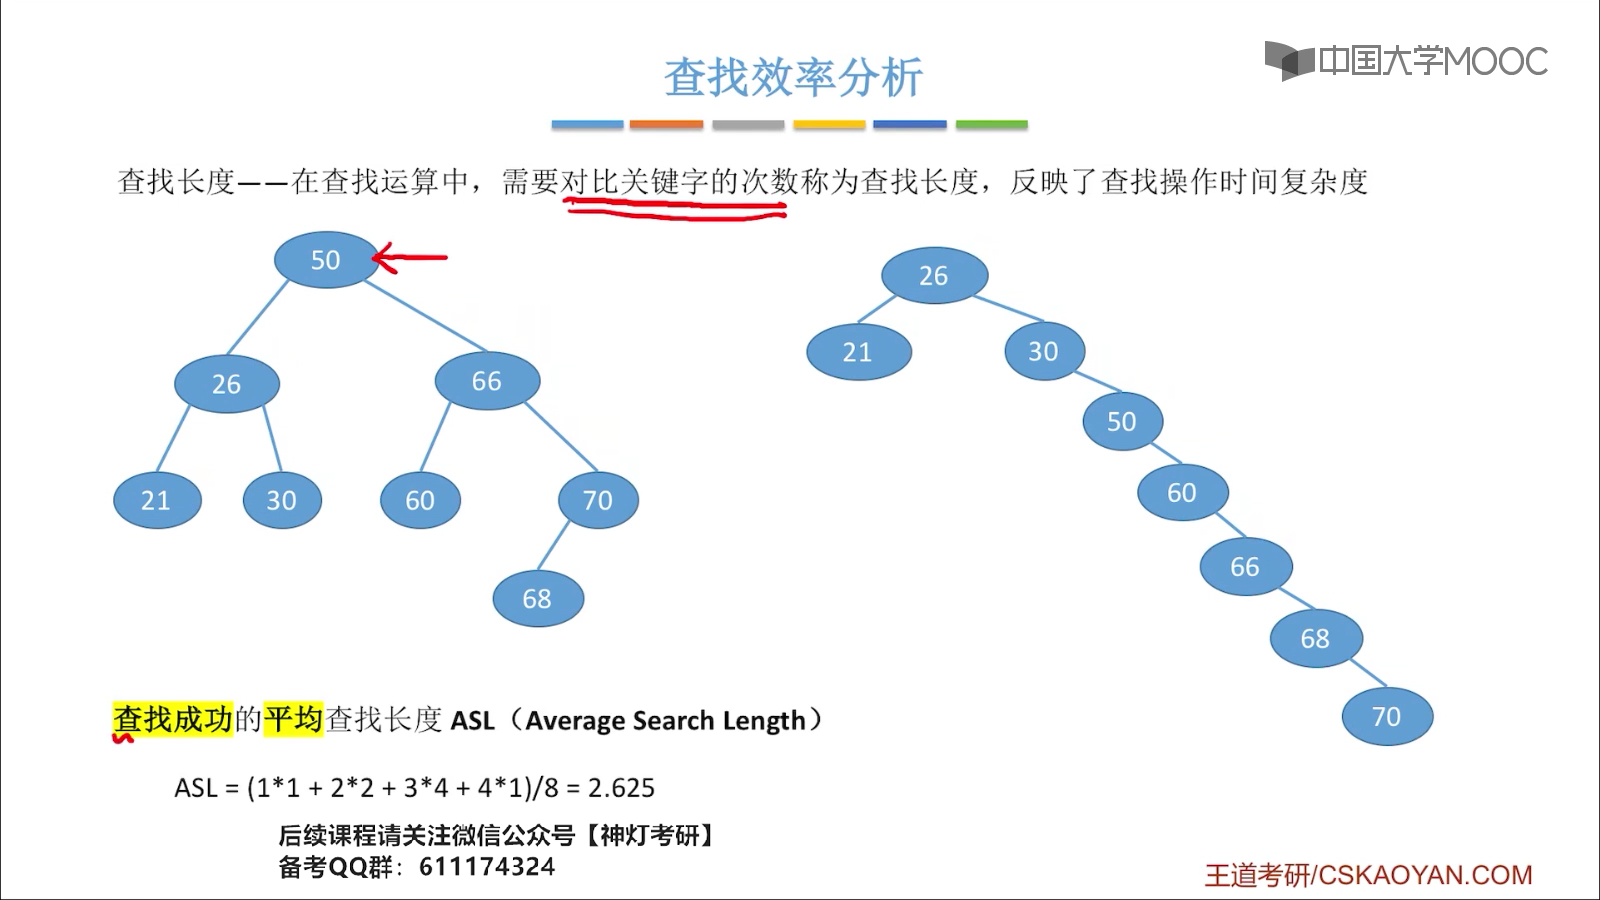 查找效率分析
中国大学MOOC
查找长度——在查找运算中，需要对比关键字的次数称为查找长度，反映了查找操作时间复杂度
50
26
66
21
30
60
70
68
26
21
30
50
60
66
68
70
查找成功的平均查找长度 ASL（Average Search Length）
ASL = (1*1 + 2*2 + 3*4 + 4*1)/8 = 2.625
后续课程请关注微信公众号【神灯考研】
备考QQ群：611174324
王道考研/CSKAOYAN.COM